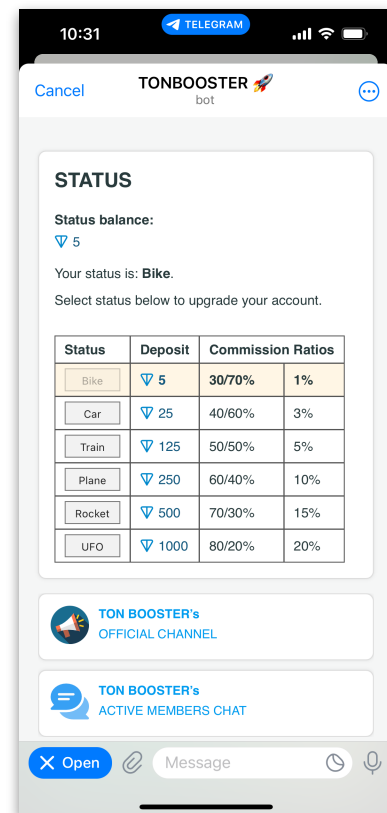 10:31
TELEGRAM
Cancel
TONBOOSTER 🚀
bot
STATUS
Status balance:
5
Your status is: Bike.
Select status below to upgrade your account.
Status Deposit Commission Ratios
Bike 5 30/70% 1%
Car 25 40/60% 3%
Train 125 50/50% 5%
Plane 250 60/40% 10%
Rocket 500 70/30% 15%
UFO 1000 80/20% 20%
TON BOOSTER's
OFFICIAL CHANNEL
TON BOOSTER's
ACTIVE MEMBERS CHAT
Open
Message